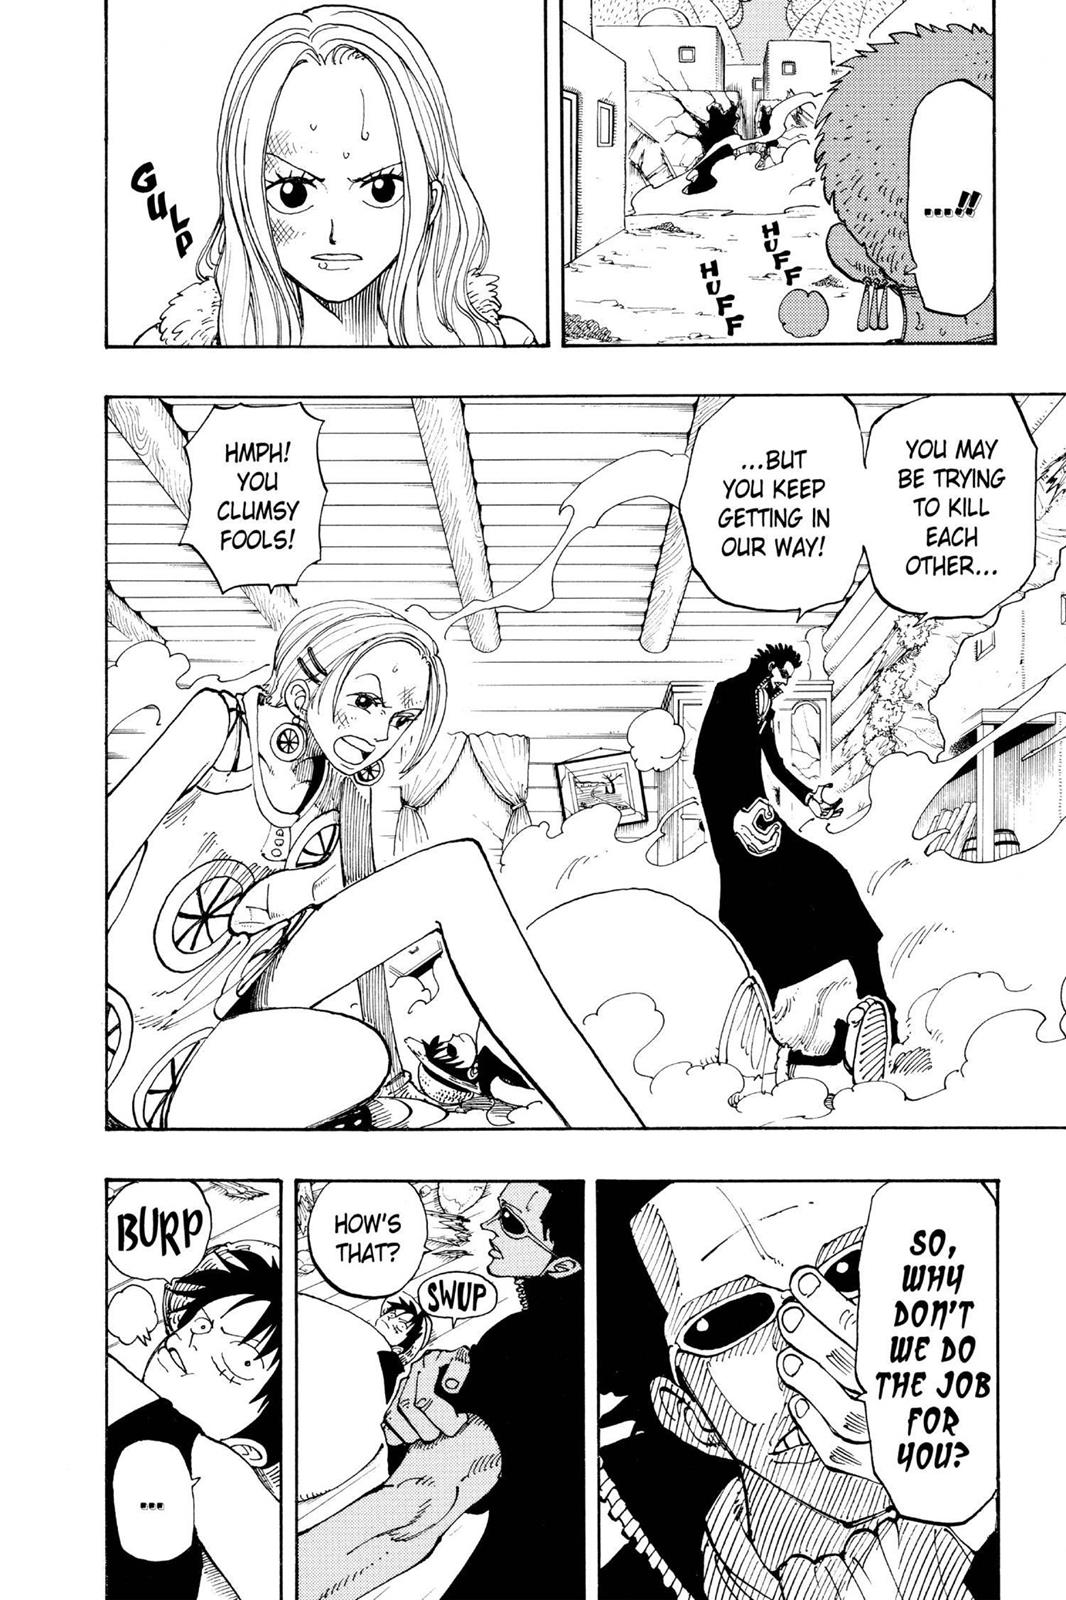 ...!!
HUFF
HUFF
GULP
YOU MAY
BE TRYING
TO KILL
EACH
OTHER...
...BUT
YOU KEEP
GETTING IN
OUR WAY!
HMPH!
YOU
CLUMSY
FOOLS!
SO,
WHY
DON'T
WE DO
THE JOB
FOR
YOU?
HOW'S
THAT?
SWUP
BURP
...